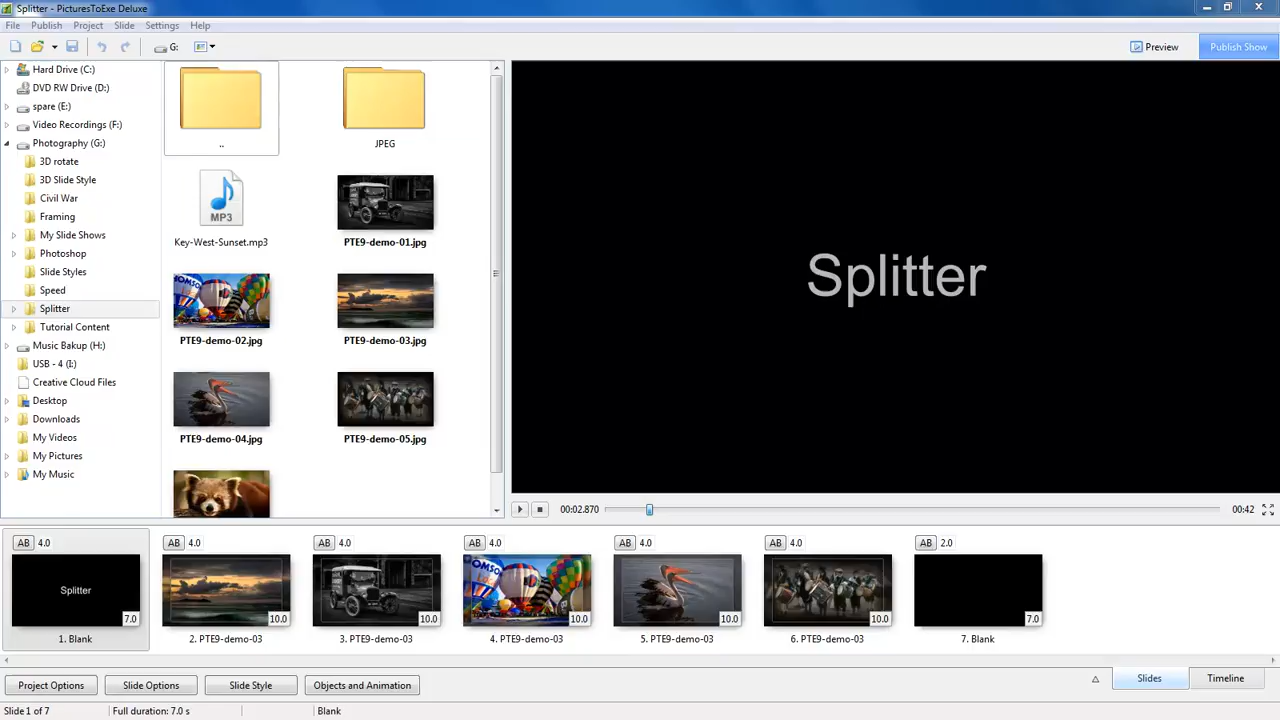 Splitter - PicturesToExe Deluxe
File Publish Project Slide Settings Help
G: Preview Publish Show
Hard Drive (C:)
DVD RW Drive (D:)
spare (E:)
Video Recordings (F:)
Photography (G:)
3D rotate
3D Slide Style
Civil War
Framing
My Slide Shows
Photoshop
Slide Styles
Speed
Splitter
Tutorial Content
Music Bakup (H:)
USB - 4 (I:)
Creative Cloud Files
Desktop
Downloads
My Videos
My Pictures
My Music
.. JPEG
MP3
Key-West-Sunset.mp3 PTE9-demo-01.jpg
PTE9-demo-02.jpg PTE9-demo-03.jpg
PTE9-demo-04.jpg PTE9-demo-05.jpg
Splitter
00:02.870 00:42
AB 4.0 AB 4.0 AB 4.0 AB 4.0 AB 4.0 AB 4.0 AB 2.0
Splitter
7.0 10.0 10.0 10.0 10.0 10.0 7.0
1. Blank 2. PTE9-demo-03 3. PTE9-demo-03 4. PTE9-demo-03 5. PTE9-demo-03 6. PTE9-demo-03 7. Blank
Project Options Slide Options Slide Style Objects and Animation Slides Timeline
Slide 1 of 7 Full duration: 7.0 s Blank